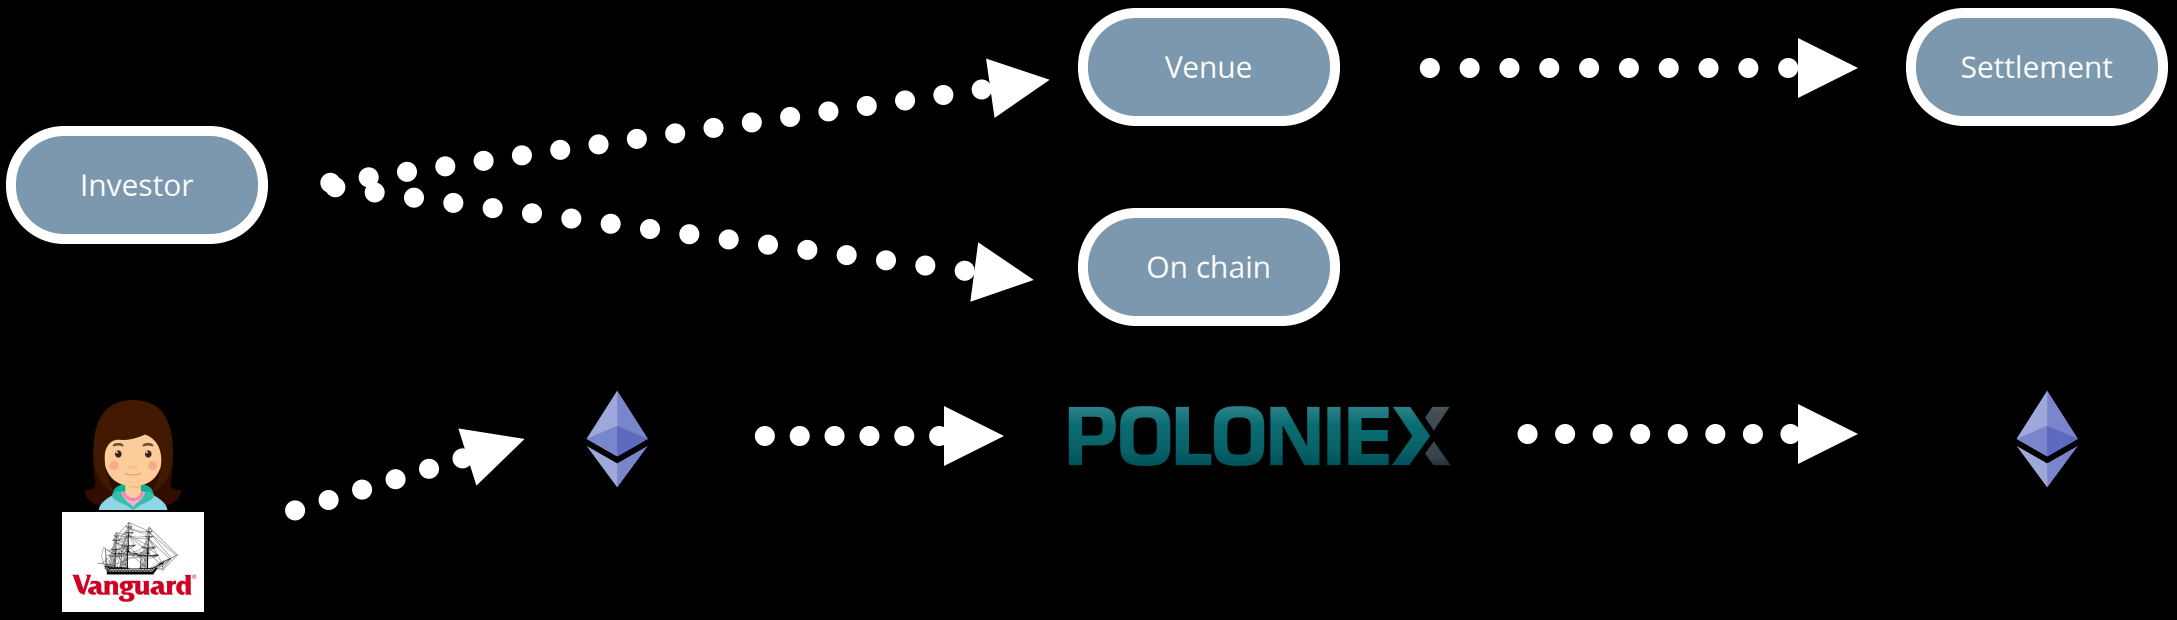 Venue
Settlement
Investor
On chain
POLONIEX
Vanguard